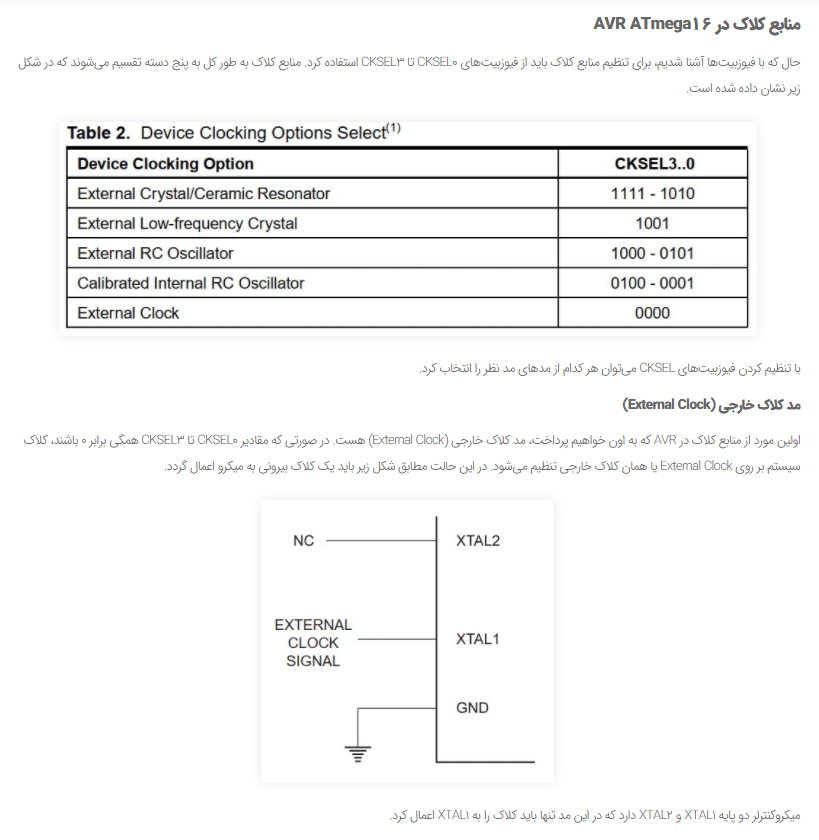 منابع کلاک در AVR ATmega۱۶
حال که با فیوزبیت‌ها آشنا شدیم، برای تنظیم منابع کلاک باید از فیوزبیت‌های CKSEL۰ تا CKSEL۳ استفاده کرد. منابع کلاک به طور کل به پنج دسته تقسیم می‌شوند که در شکل
زیر نشان داده شده است.
Table 2. Device Clocking Options Select(1)
Device Clocking Option CKSEL3..0
External Crystal/Ceramic Resonator 1111 - 1010
External Low-frequency Crystal 1001
External RC Oscillator 1000 - 0101
Calibrated Internal RC Oscillator 0100 - 0001
External Clock 0000
با تنظیم کردن فیوزبیت‌های CKSEL می‌توان هر کدام از مدهای مد نظر را انتخاب کرد.
مد کلاک خارجی (External Clock)
اولین مورد از منابع کلاک در AVR که به اون خواهیم پرداخت، مد کلاک خارجی (External Clock) هست. در صورتی که مقادیر CKSEL۰ تا CKSEL۳ همگی برابر ۰ باشند، کلاک
سیستم بر روی External Clock یا همان کلاک خارجی تنظیم می‌شود. در این حالت مطابق شکل زیر باید یک کلاک بیرونی به میکرو اعمال گردد.
NC XTAL2
EXTERNAL
CLOCK XTAL1
SIGNAL
GND
میکروکنترلر دو پایه XTAL۱ و XTAL۲ دارد که در این مد تنها باید کلاک را به XTAL۱ اعمال کرد.